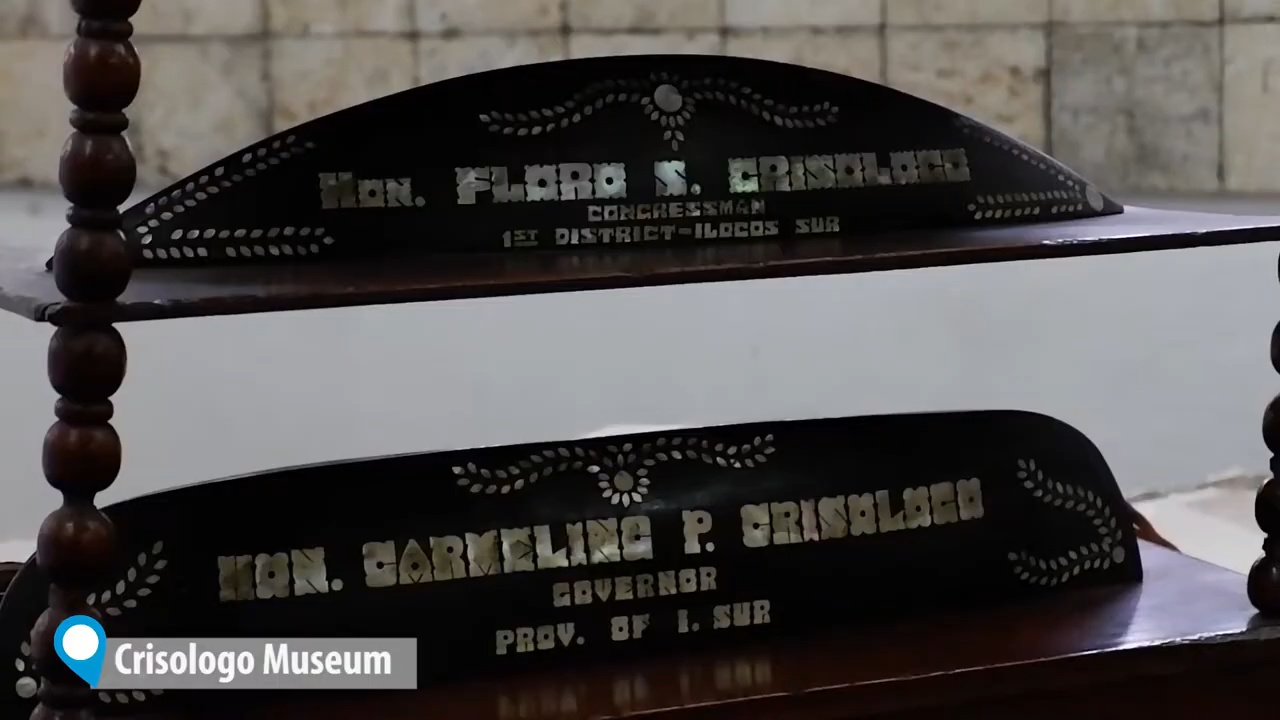 HON. FLORO S. CRISOLOGO
CONGRESSMAN
1ST DISTRICT-ILOCOS SUR
HON. CARMELING P. CRISOLOGO
GOVERNOR
PROV. OF I. SUR
Crisologo Museum